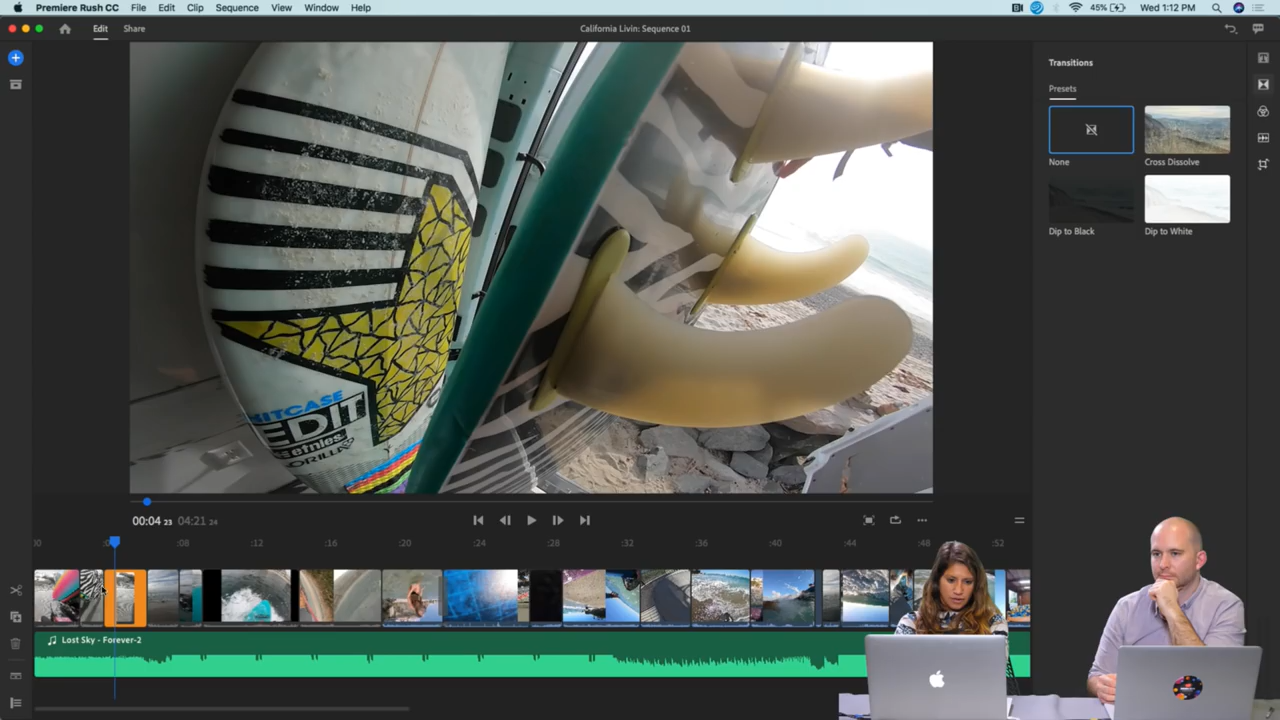 Premiere Rush CC File Edit Clip Sequence View Window Help
45% Wed 1:12 PM
Edit Share California Livin: Sequence 01
Transitions
Presets
None Cross Dissolve
Dip to Black Dip to White
EDIT
00:04 23 04:21 24
:08 :12 :16 :20 :24 :28 :32 :36 :40 :44 :48 :52
Lost Sky - Forever-2